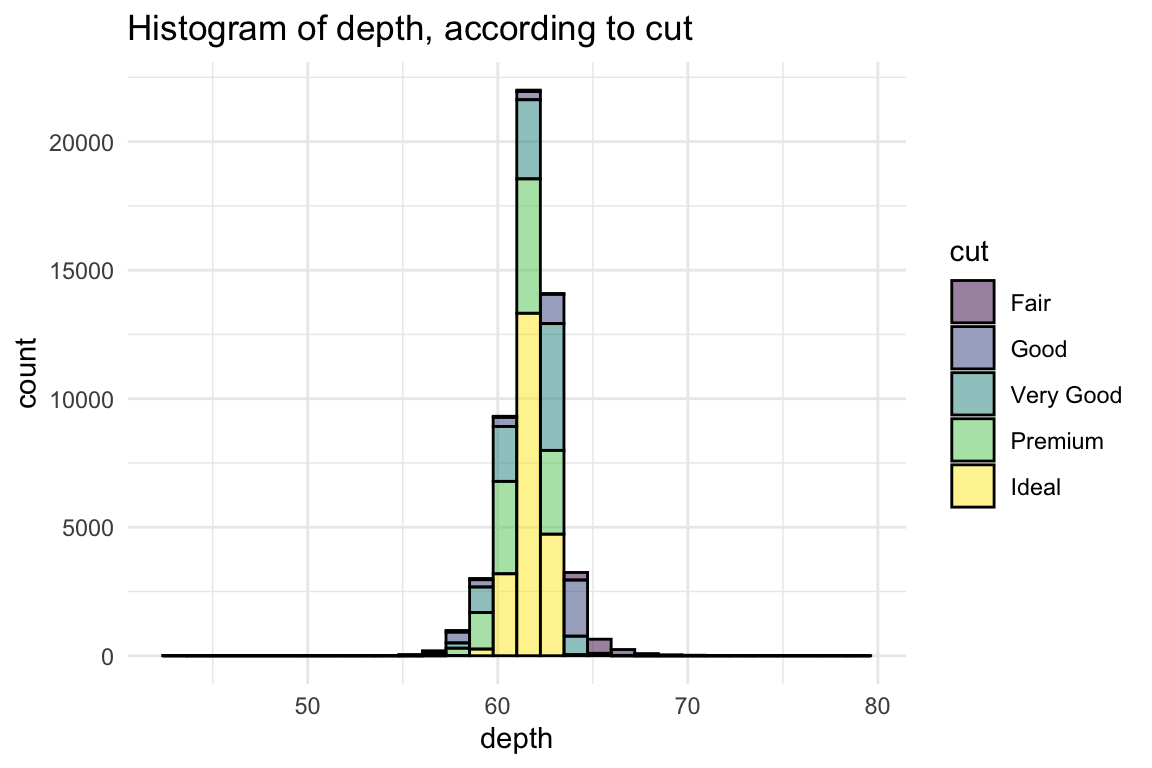 Histogram of depth, according to cut
20000
15000
10000
5000
0
count
50 60 70 80
depth
cut
Fair
Good
Very Good
Premium
Ideal